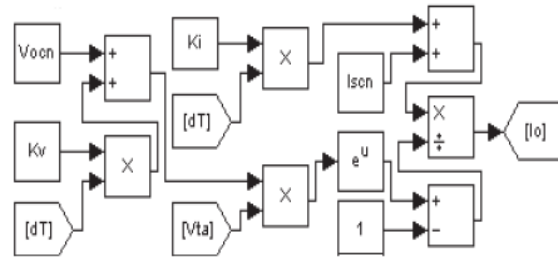 Vocn
+
+
Ki
X
+
+
Iscn
[dT]
X
÷
[Io]
Kv
X
e^u
[dT]
[Vta]
X
1
+
−